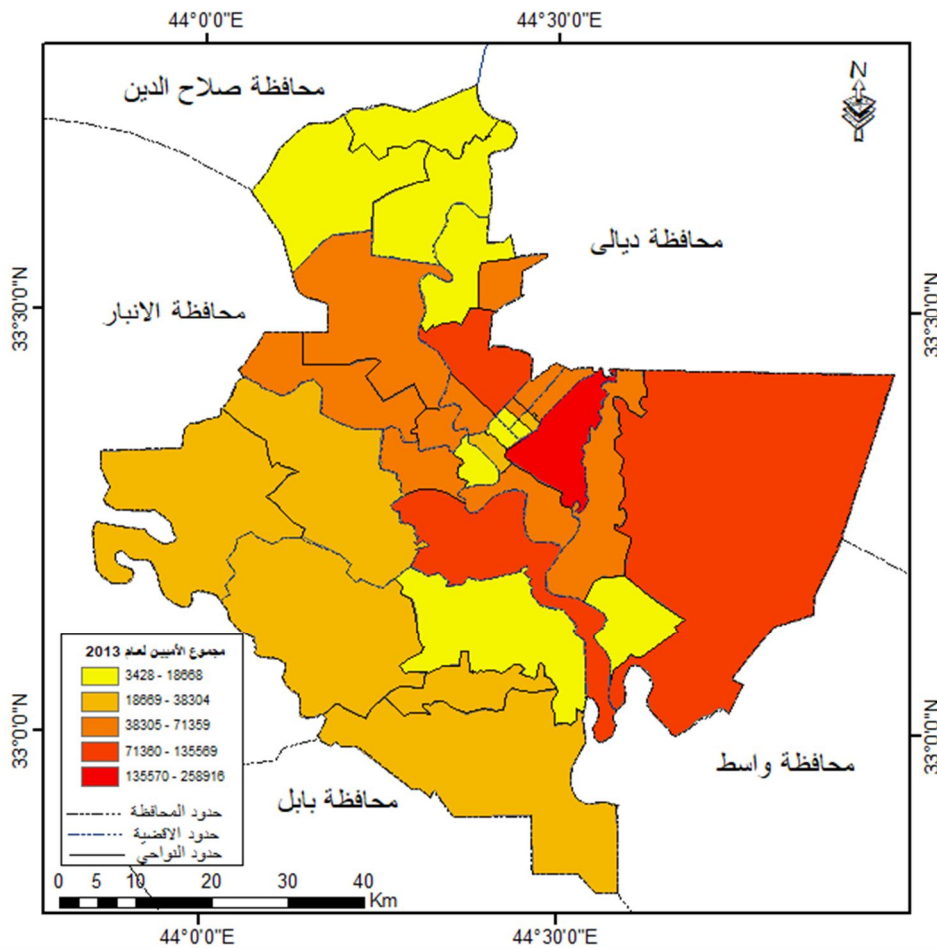 44°0'0"E
44°30'0"E
N
محافظة صلاح الدين
محافظة ديالى
33°30'0"N
33°30'0"N
محافظة الانبار
مجموع الأميين لعام 2013
3428 - 18668
18669 - 38304
38305 - 71359
71360 - 135569
135570 - 258916
حدود المحافظة
حدود الاقضية
حدود النواحي
33°0'0"N
33°0'0"N
محافظة واسط
محافظة بابل
0 5 10 20 30 40
Km
44°0'0"E
44°30'0"E